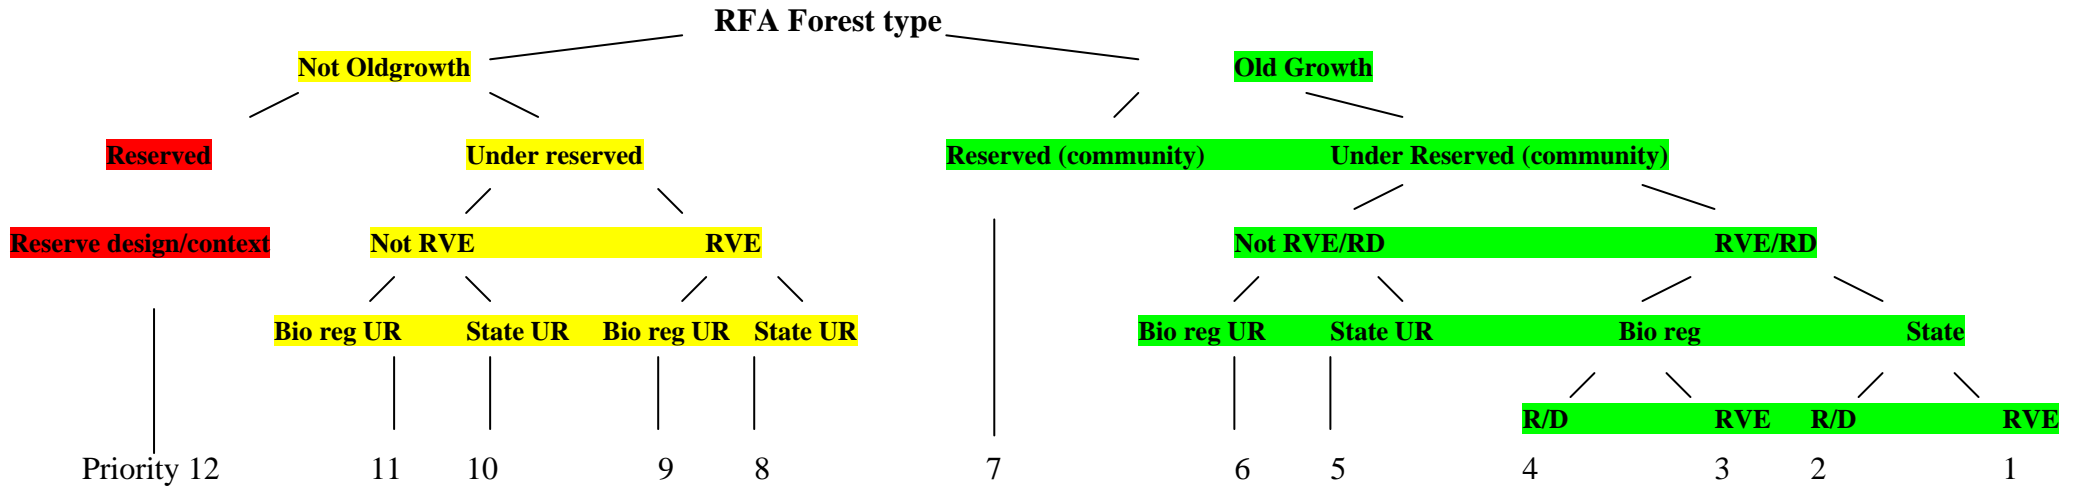 RFA Forest type
Not Oldgrowth Old Growth
Reserved Under reserved Reserved (community) Under Reserved (community)
Reserve design/context Not RVE RVE Not RVE/RD RVE/RD
Bio reg UR State UR Bio reg UR State UR Bio reg UR State UR Bio reg State
R/D RVE R/D RVE
Priority 12 11 10 9 8 7 6 5 4 3 2 1